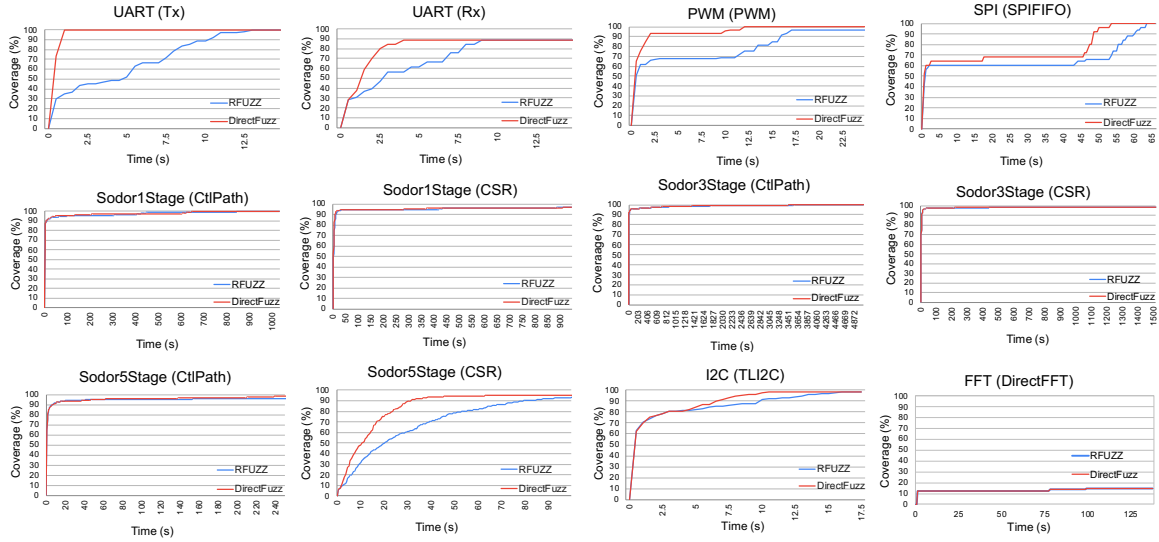 UART (Tx)
Coverage (%)
100
90
80
70
60
50
40
30
20
10
0
RFUZZ
DirectFuzz
0 2.5 5 7.5 10 12.5
Time (s)
UART (Rx)
Coverage (%)
100
90
80
70
60
50
40
30
20
10
0
RFUZZ
DirectFuzz
0 2.5 5 7.5 10 12.5
Time (s)
PWM (PWM)
Coverage (%)
100
90
80
70
60
50
40
30
20
10
0
RFUZZ
DirectFuzz
0 2.5 5 7.5 10 12.5 15 17.5 20 22.5
Time (s)
SPI (SPIFIFO)
Coverage (%)
100
90
80
70
60
50
40
30
20
10
0
RFUZZ
DirectFuzz
0 5 10 15 20 25 30 35 40 45 50 55 60 65
Time (s)
Sodor1Stage (CtlPath)
Coverage (%)
100
90
80
70
60
50
40
30
20
10
0
RFUZZ
DirectFuzz
0 100 200 300 400 500 600 700 800 900 1000
Time (s)
Sodor1Stage (CSR)
Coverage (%)
100
90
80
70
60
50
40
30
20
10
0
RFUZZ
DirectFuzz
0 50 100 150 200 250 300 350 400 450 500 550 600 650 700 750 800 850 900
Time (s)
Sodor3Stage (CtlPath)
Coveraage (%)
100
90
80
70
60
50
40
30
20
10
0
RFUZZ
DirectFuzz
0 203 406 609 812 1015 1218 1421 1624 1827 2030 2233 2436 2639 2842 3045 3248 3451 3654 3857 4060 4263 4466 4669 4872
Time (s)
Sodor3Stage (CSR)
Coverage (%)
100
90
80
70
60
50
40
30
20
10
0
RFUZZ
DirectFuzz
0 100 200 300 400 500 600 700 800 900 1000 1100 1200 1300 1400 1500
Time (s)
Sodor5Stage (CtlPath)
Coverage (%)
100
90
80
70
60
50
40
30
20
10
0
RFUZZ
DirectFuzz
0 20 40 60 80 1 00 1 20 1 40 1 60 1 80 2 00 2 20 2 40
Time (s)
Sodor5Stage (CSR)
Coverage (%)
100
90
80
70
60
50
40
30
20
10
0
RFUZZ
DirectFuzz
0 10 20 30 40 50 60 70 80 90
Time (s)
I2C (TLI2C)
Coverage (%)
100
90
80
70
60
50
40
30
20
10
0
RFUZZ
DirectFuzz
0 2.5 5 7.5 10 12.5 15 17.5
Time (s)
FFT (DirectFFT)
Coverage (%)
100
90
80
70
60
50
40
30
20
10
0
RFUZZ
DirectFuzz
0 25 50 75 100 125
Time (s)